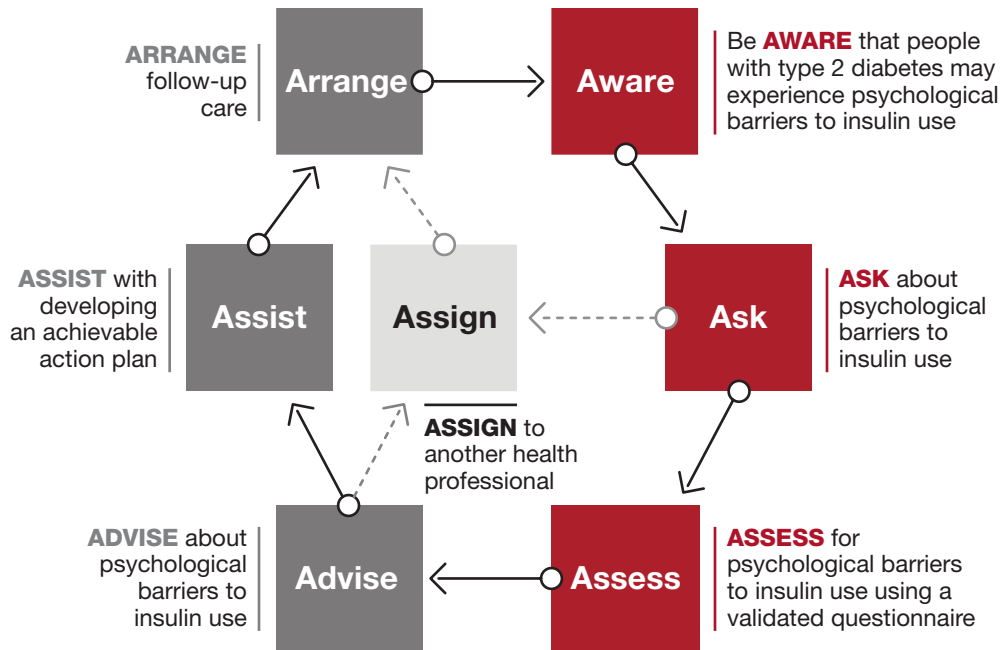 ARRANGE
follow-up
care
Arrange
Aware
Be AWARE that people
with type 2 diabetes may
experience psychological
barriers to insulin use
ASSIST with
developing
an achievable
action plan
Assist
Assign
ASSIGN to
another health
professional
Ask
ASK about
psychological
barriers to
insulin use
ADVISE about
psychological
barriers to
insulin use
Advise
Assess
ASSESS for
psychological barriers
to insulin use using a
validated questionnaire